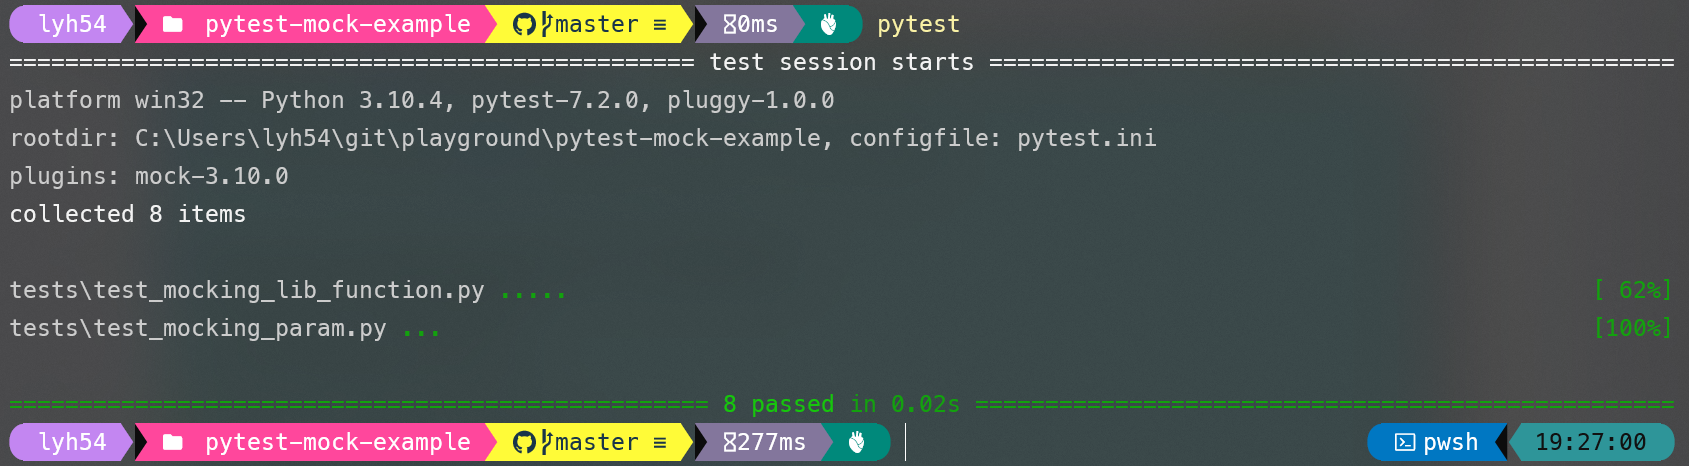 lyh54 pytest-mock-example master ≡ 0ms pytest
================================================= test session starts =================================================
platform win32 -- Python 3.10.4, pytest-7.2.0, pluggy-1.0.0
rootdir: C:\Users\lyh54\git\playground\pytest-mock-example, configfile: pytest.ini
plugins: mock-3.10.0
collected 8 items
tests\test_mocking_lib_function.py ..... [ 62%]
tests\test_mocking_param.py ... [100%]
================================================== 8 passed in 0.02s ==================================================
lyh54 pytest-mock-example master ≡ 277ms pwsh 19:27:00